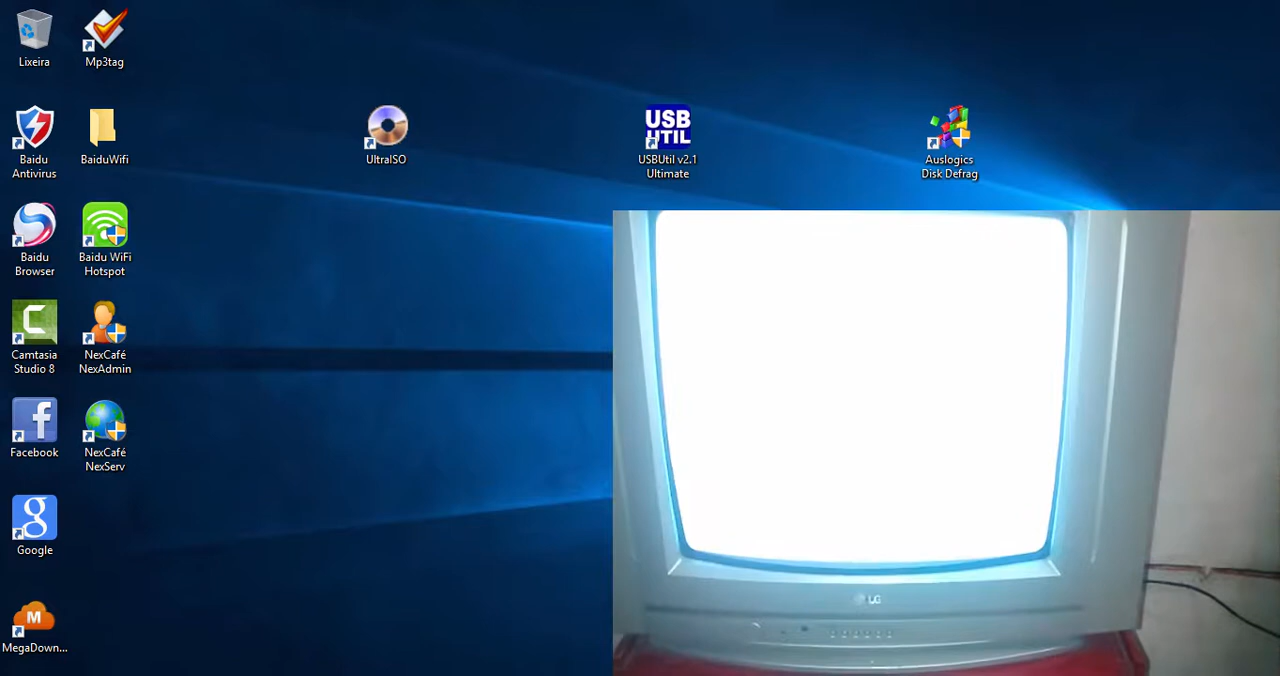 Lixeira
Mp3tag
Baidu
Antivirus
BaiduWifi
UltraISO
USB
UTIL
USBUtil v2.1
Ultimate
Auslogics
Disk Defrag
Baidu
Browser
Baidu WiFi
Hotspot
C
Camtasia
Studio 8
NexCafé
NexAdmin
f
Facebook
NexCafé
NexServ
g
Google
M
MegaDown...
LG